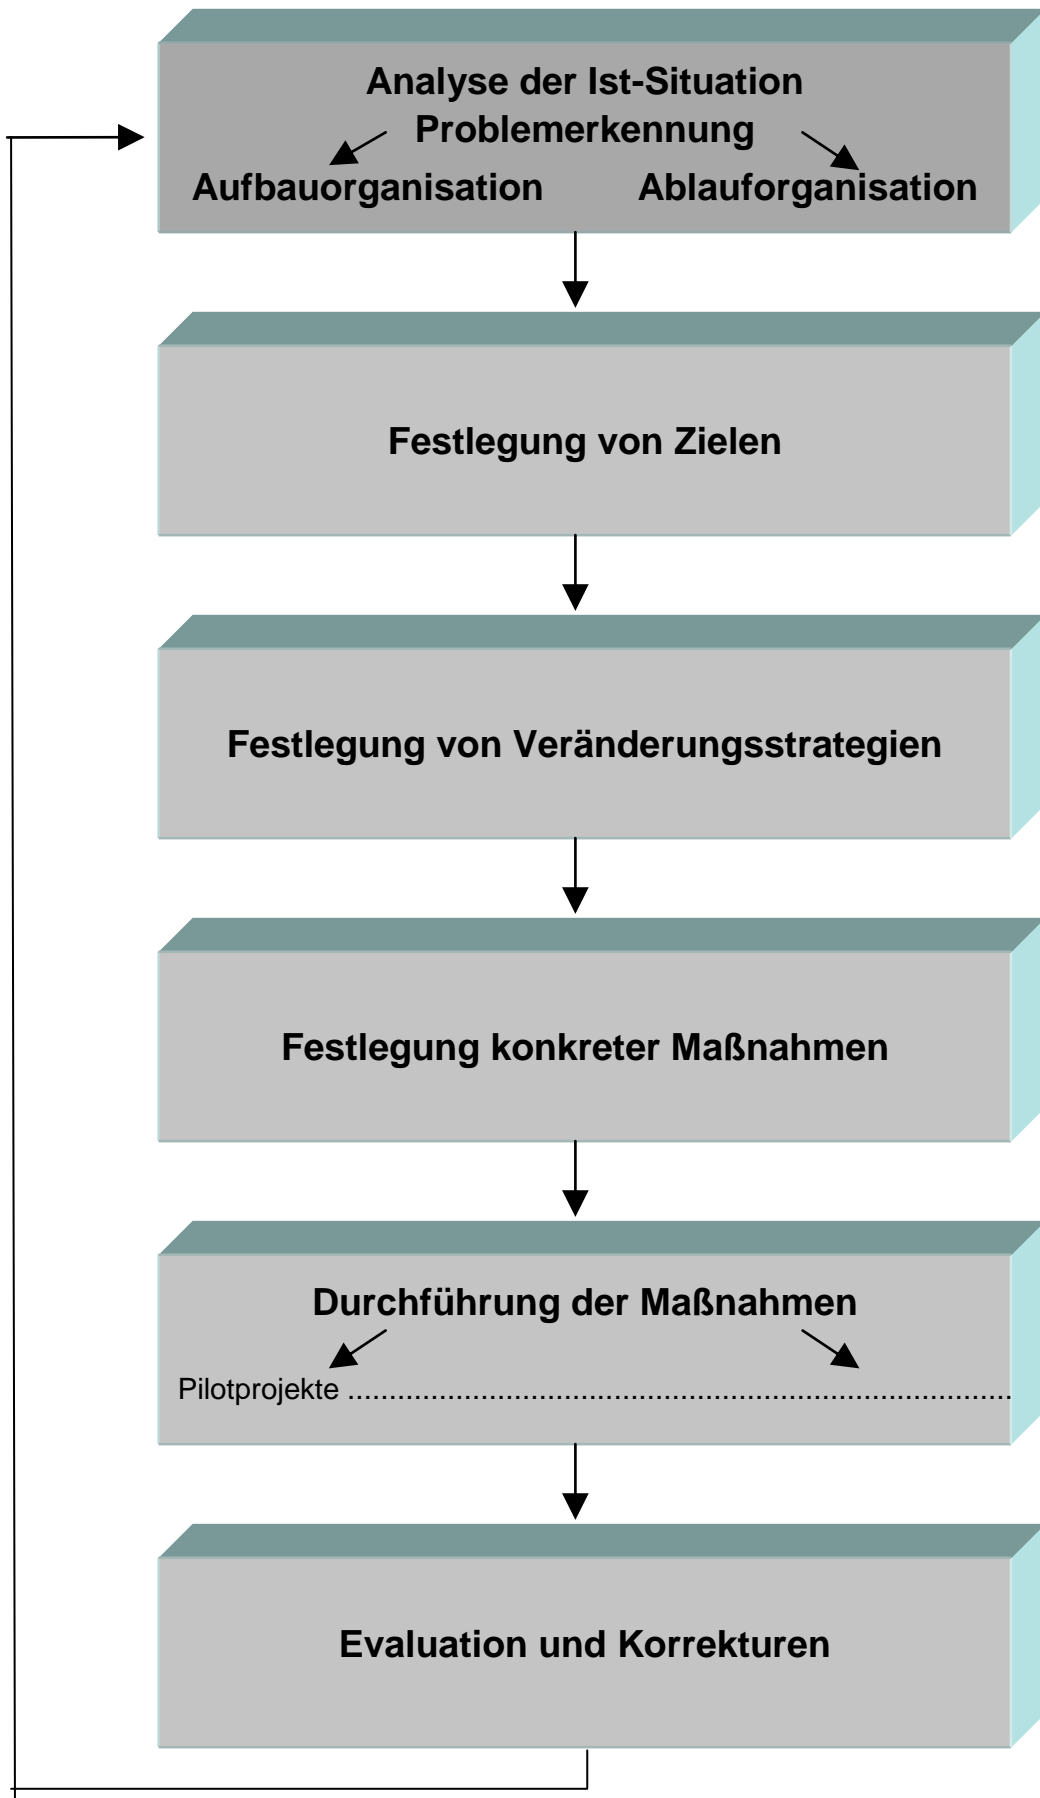 Analyse der Ist-Situation
Problemerkennung
Aufbauorganisation Ablauforganisation
Festlegung von Zielen
Festlegung von Veränderungsstrategien
Festlegung konkreter Maßnahmen
Durchführung der Maßnahmen
Pilotprojekte ................................................................................
Evaluation und Korrekturen